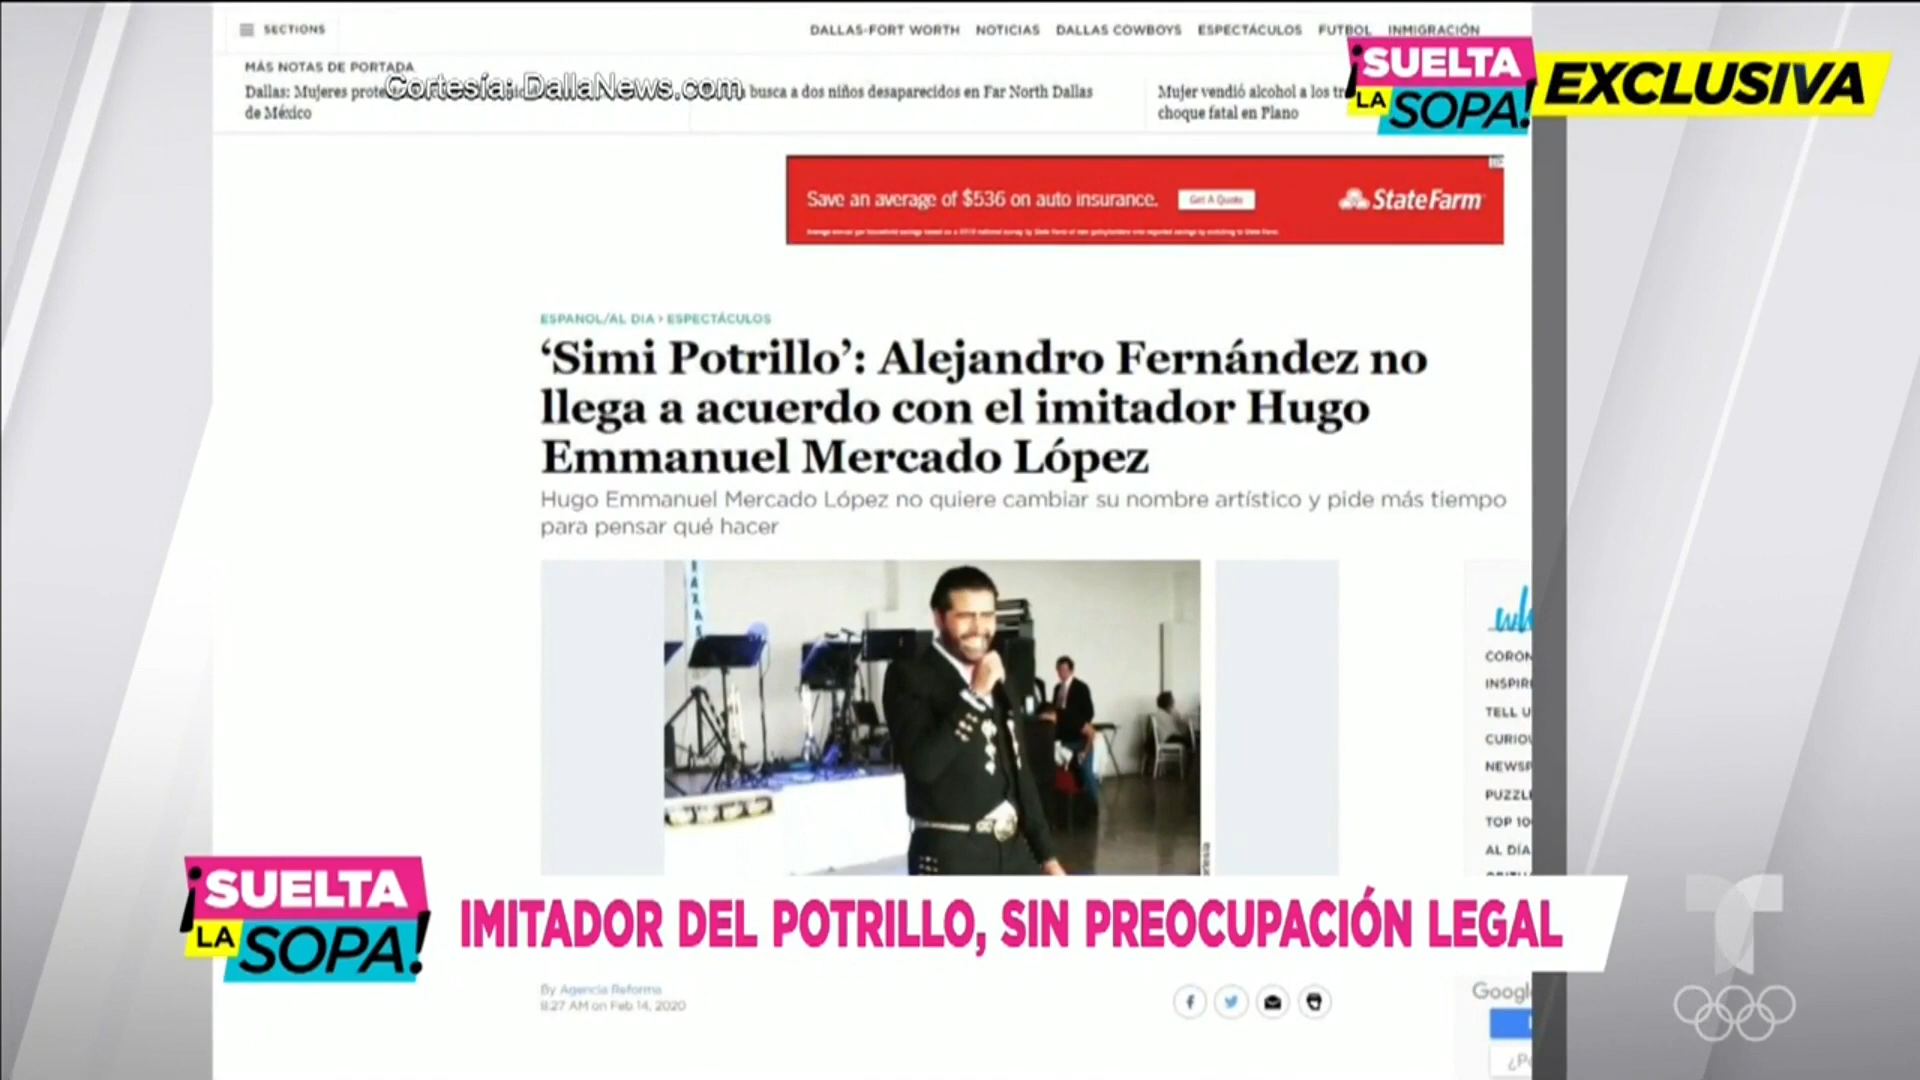 SECTIONS
DALLAS-FORT WORTH NOTICIAS DALLAS COWBOYS ESPECTÁCULOS FUTBOL INMIGRACIÓN
MÁS NOTAS DE PORTADA
Dallas: Mujeres
de México
Cortesía: DallaNews.com
busca a dos niños desaparecidos en Far North Dallas
Mujer vendió alcohol a los
choque fatal en Plano
¡SUELTA
LA SOPA!
EXCLUSIVA
Save an average of $536 on auto insurance.
Get A Quote
StateFarm
ESPANOL/AL DIA > ESPECTÁCULOS
‘Simi Potrillo’: Alejandro Fernández no
llega a acuerdo con el imitador Hugo
Emmanuel Mercado López
Hugo Emmanuel Mercado López no quiere cambiar su nombre artístico y pide más tiempo
para pensar qué hacer
CORON
INSPIR
TELL U
CURIOU
NEWSP
PUZZL
TOP 10
AL DÍA
¡SUELTA
LA SOPA!
IMITADOR DEL POTRILLO, SIN PREOCUPACIÓN LEGAL
By Agencia Reforma
8:27 AM on Feb 14, 2020
Googl